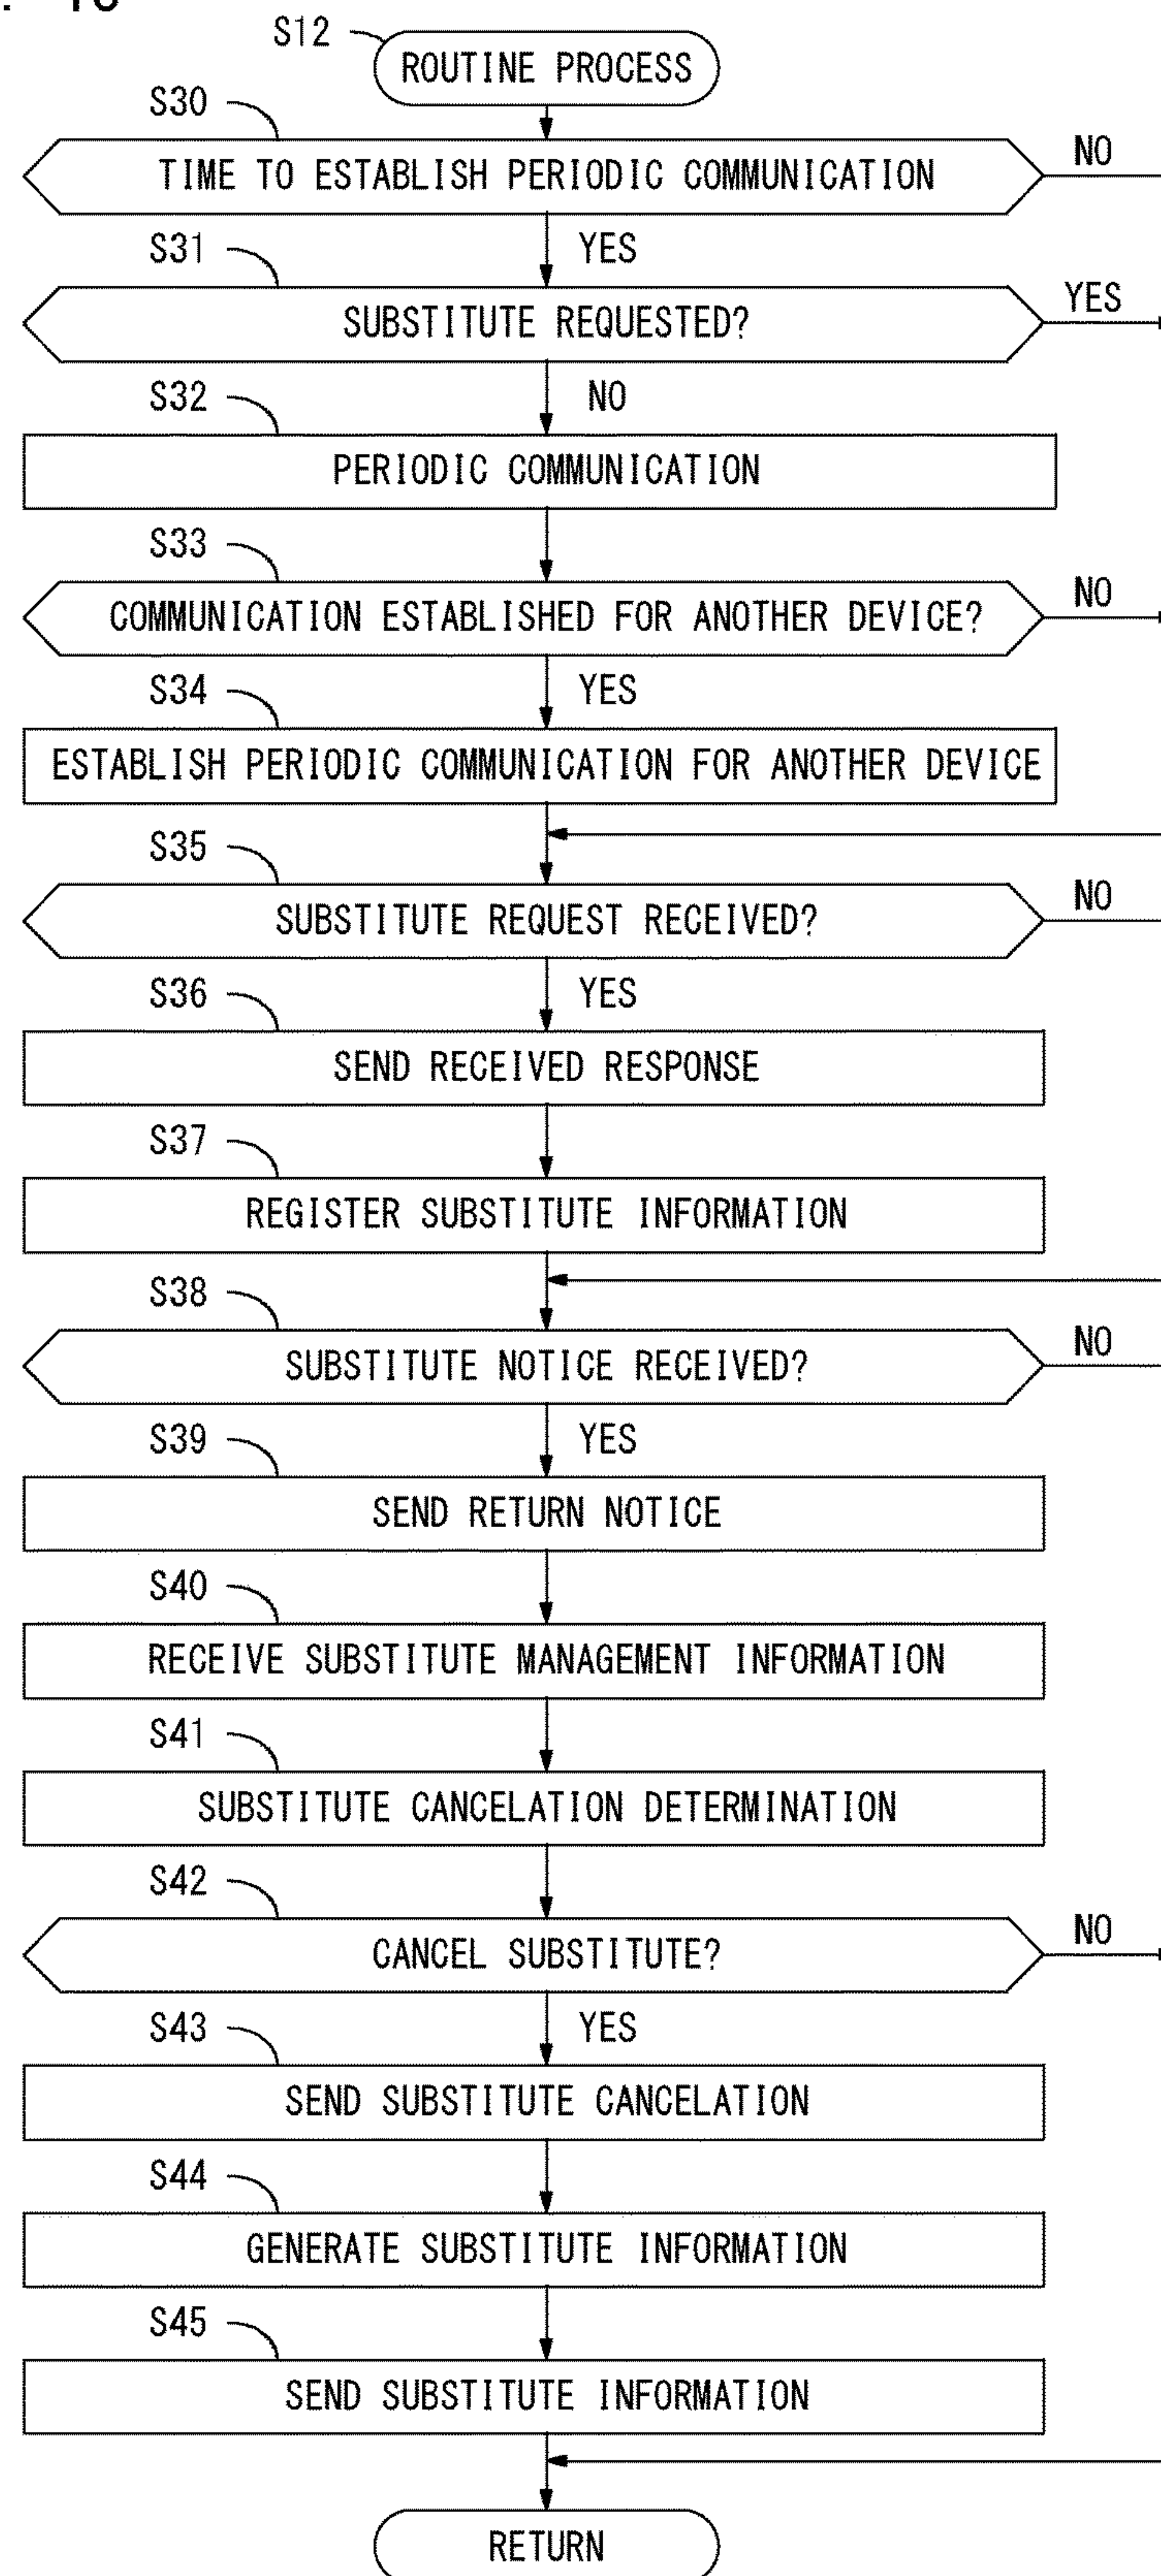 S12
ROUTINE PROCESS
S30
TIME TO ESTABLISH PERIODIC COMMUNICATION
NO
YES
S31
SUBSTITUTE REQUESTED?
YES
NO
S32
PERIODIC COMMUNICATION
S33
COMMUNICATION ESTABLISHED FOR ANOTHER DEVICE?
NO
YES
S34
ESTABLISH PERIODIC COMMUNICATION FOR ANOTHER DEVICE
S35
SUBSTITUTE REQUEST RECEIVED?
NO
YES
S36
SEND RECEIVED RESPONSE
S37
REGISTER SUBSTITUTE INFORMATION
S38
SUBSTITUTE NOTICE RECEIVED?
NO
YES
S39
SEND RETURN NOTICE
S40
RECEIVE SUBSTITUTE MANAGEMENT INFORMATION
S41
SUBSTITUTE CANCELATION DETERMINATION
S42
CANCEL SUBSTITUTE?
NO
YES
S43
SEND SUBSTITUTE CANCELATION
S44
GENERATE SUBSTITUTE INFORMATION
S45
SEND SUBSTITUTE INFORMATION
RETURN